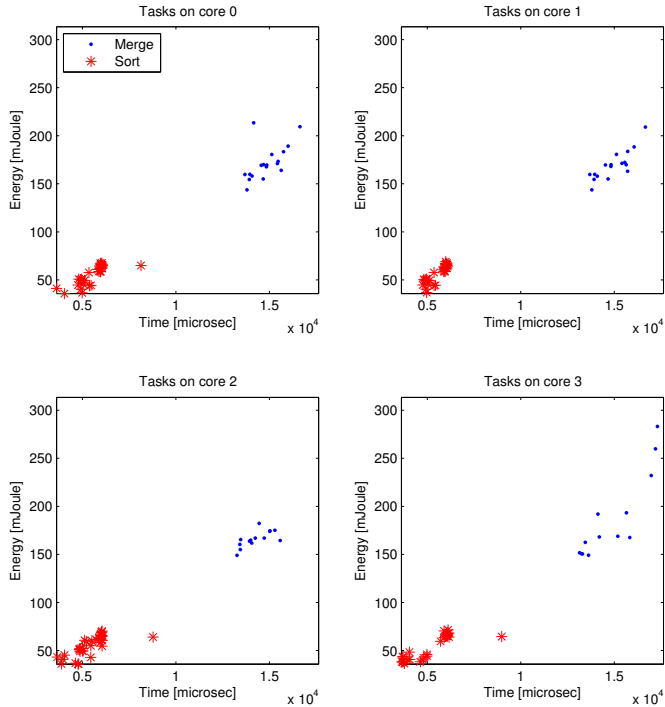 Tasks on core 0
Tasks on core 1
300
250
200
150
100
50
Energy [mJoule]
Merge
Sort
0.5
1
1.5
Time [microsec]
x 10^4
300
250
200
150
100
50
Energy [mJoule]
0.5
1
1.5
Time [microsec]
x 10^4
Tasks on core 2
Tasks on core 3
300
250
200
150
100
50
Energy [mJoule]
0.5
1
1.5
Time [microsec]
x 10^4
300
250
200
150
100
50
Energy [mJoule]
0.5
1
1.5
Time [microsec]
x 10^4